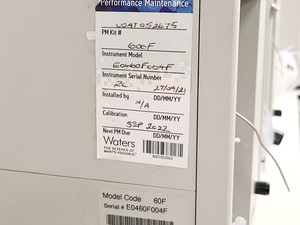 Performance Maintenance
WAT052675
PM Kit #
600F
Instrument Model
E0460F004F
Instrument Serial Number
27/09/21
Installed by DD/MM/YY
N/A
Calibration DD/MM/YY
SEP 2022
Next PM Due DD/MM/YY
Waters
THE SCIENCE OF
WHAT'S POSSIBLE.
Model Code 60F
Serial # E0460F004F